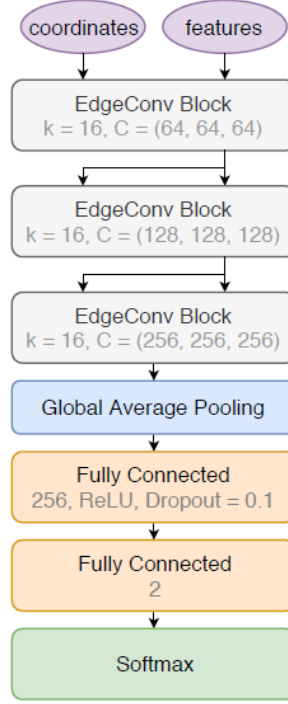 coordinates features
EdgeConv Block
k = 16, C = (64, 64, 64)
EdgeConv Block
k = 16, C = (128, 128, 128)
EdgeConv Block
k = 16, C = (256, 256, 256)
Global Average Pooling
Fully Connected
256, ReLU, Dropout = 0.1
Fully Connected
2
Softmax